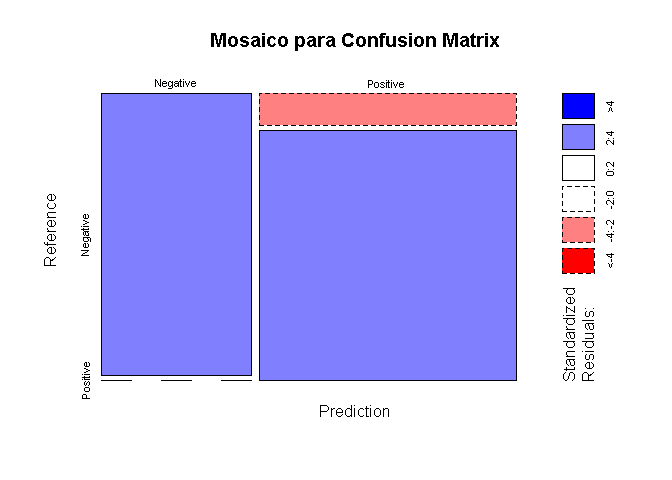 Mosaico para Confusion Matrix
Negative
Positive
Reference
Negative
Positive
Prediction
>4
2:4
0:2
-2:0
-4:-2
<-4
Standardized
Residuals: